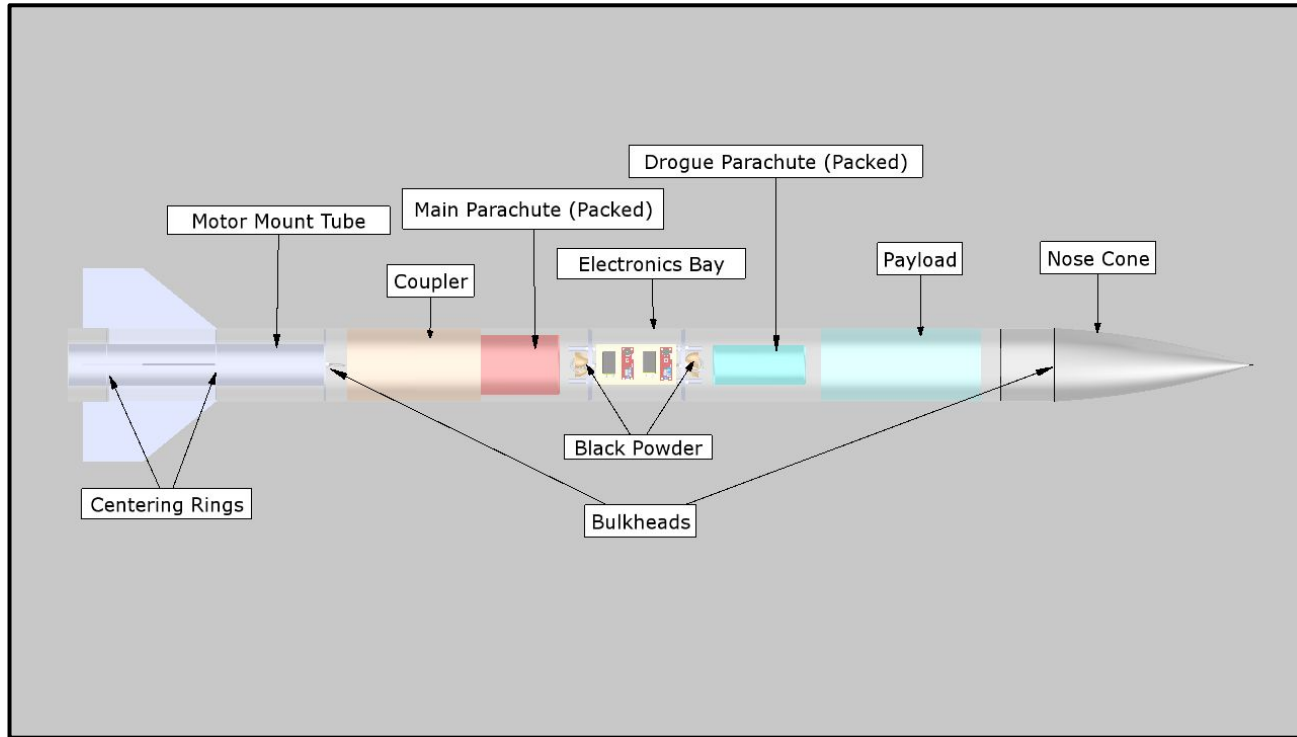 Drogue Parachute (Packed)
Main Parachute (Packed)
Motor Mount Tube
Electronics Bay
Payload
Nose Cone
Coupler
Black Powder
Centering Rings
Bulkheads